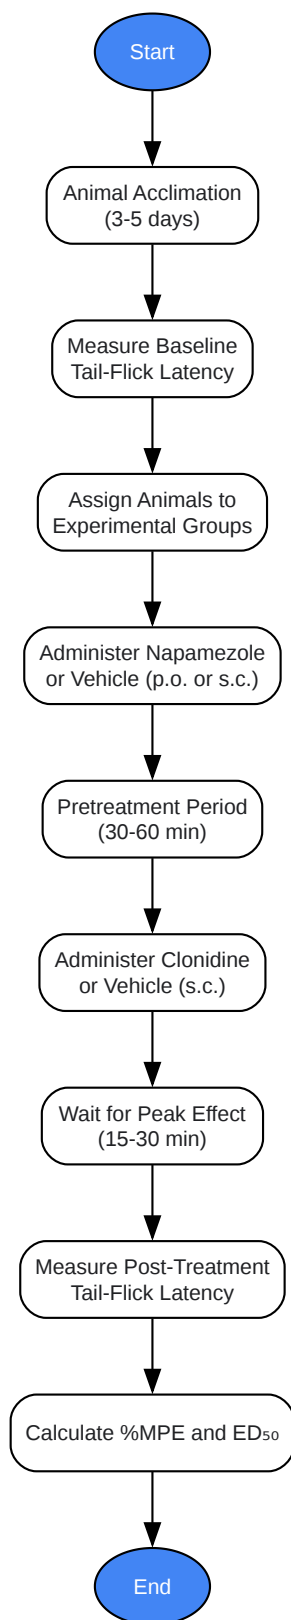 Start
Animal Acclimation
(3-5 days)
Measure Baseline
Tail-Flick Latency
Assign Animals to
Experimental Groups
Administer Napamezole
or Vehicle (p.o. or s.c.)
Pretreatment Period
(30-60 min)
Administer Clonidine
or Vehicle (s.c.)
Wait for Peak Effect
(15-30 min)
Measure Post-Treatment
Tail-Flick Latency
Calculate %MPE and ED₅₀
End